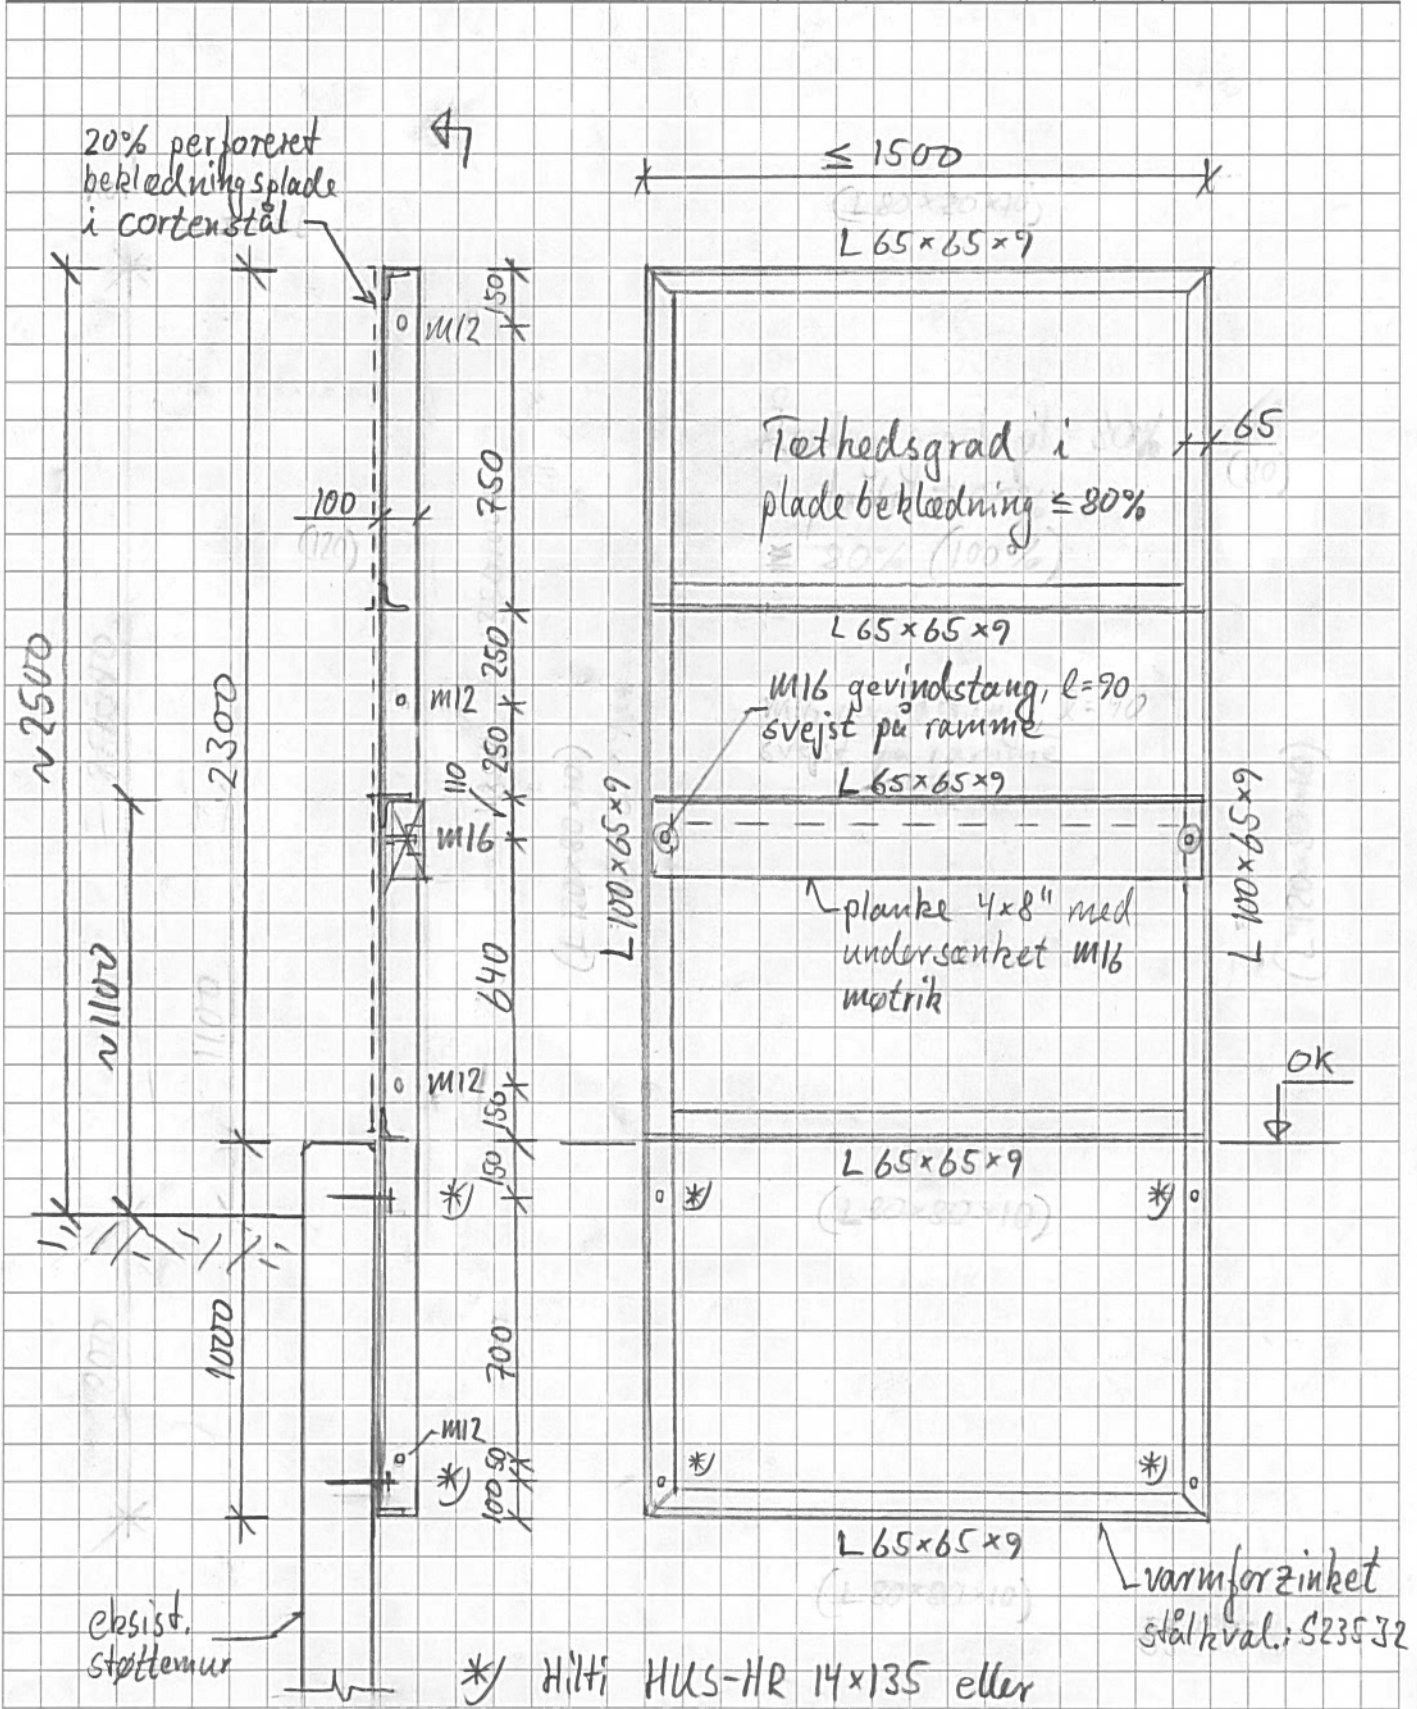 20% perforeret
beklædningsplade
i cortenstål
≤ 1500
L 65×65×9
150
M12
Tæthedsgrad i
pladebeklædning ≤ 80%
65
750
100
L 65×65×9
250
M12
M16 gevindstang, l=90
svejst på ramme
250
L 65×65×9
110
M16
~2500
2300
L 100×65×9
L 100×65×9
planke 4×8" med
undersænket M16
møtrik
~1100
640
M12
150
OK
L 65×65×9
150
*)
*)
*)
1000
700
M12
50
*)
*)
*)
100
L 65×65×9
varmforzinket
stålkval.: S235J2
eksist.
støttemur
*) Hilti HUS-HR 14×135 eller